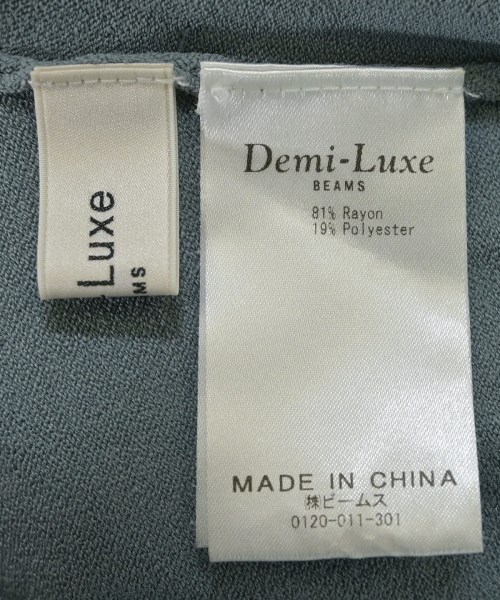 -Luxe
MS
Demi-Luxe
BEAMS
81% Rayon
19% Polyester
MADE IN CHINA
㈱ビームス
0120-011-301